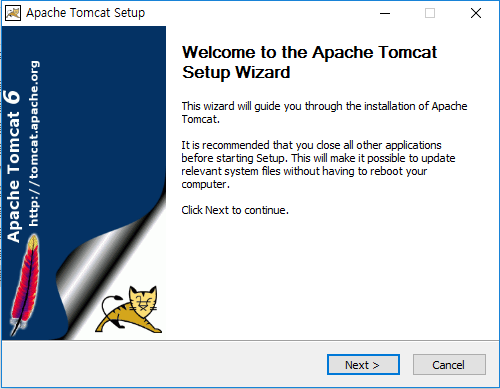 Apache Tomcat Setup
Apache Tomcat 6
http://tomcat.apache.org
Welcome to the Apache Tomcat
Setup Wizard
This wizard will guide you through the installation of Apache
Tomcat.
It is recommended that you close all other applications
before starting Setup. This will make it possible to update
relevant system files without having to reboot your
computer.
Click Next to continue.
Next >
Cancel